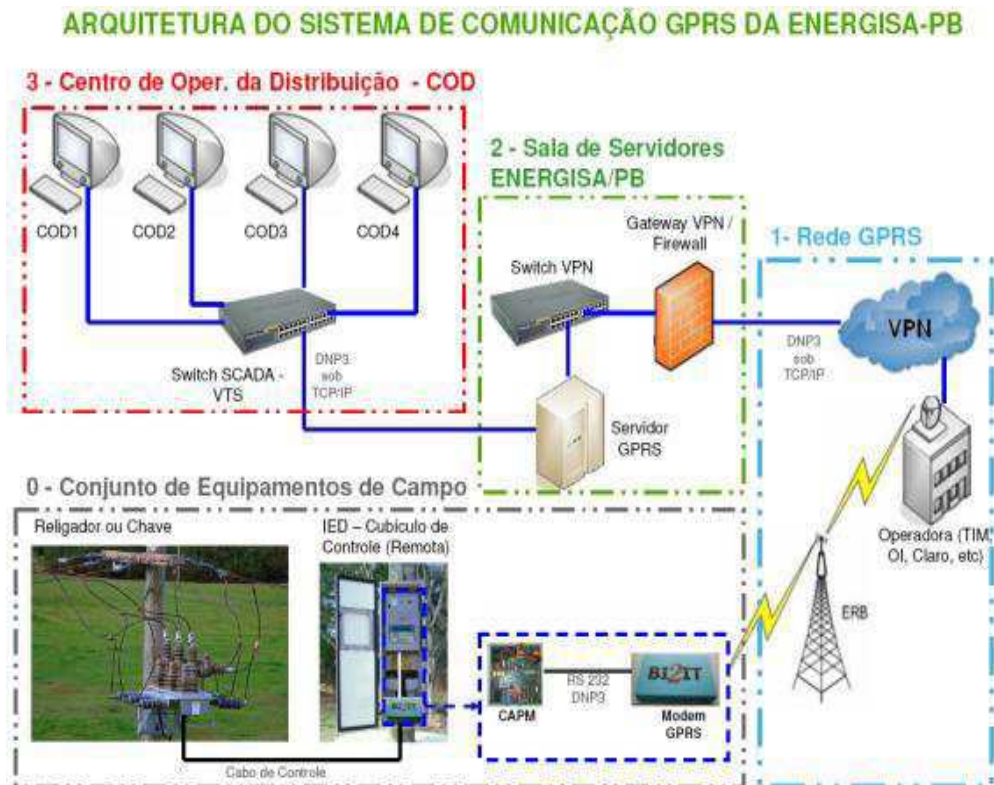 ARQUITETURA DO SISTEMA DE COMUNICAÇÃO GPRS DA ENERGISA-PB
3 - Centro de Oper. da Distribuição - COD
COD1
COD2
COD3
COD4
Switch SCADA -
VTS
DNP3
sob
TCP/IP
2 - Sala de Servidores
ENERGISA/PB
Gateway VPN /
Firewall
Switch VPN
Servidor
GPRS
1- Rede GPRS
VPN
DNP3
sob
TCP/IP
Operadora (TIM,
OI, Claro, etc)
ERB
0 - Conjunto de Equipamentos de Campo
Religador ou Chave
IED – Cubículo de
Controle (Remota)
BI2IT
Cabo de Controle
CAPM
RS 232
DNP3
BI2IT
Modem
GPRS